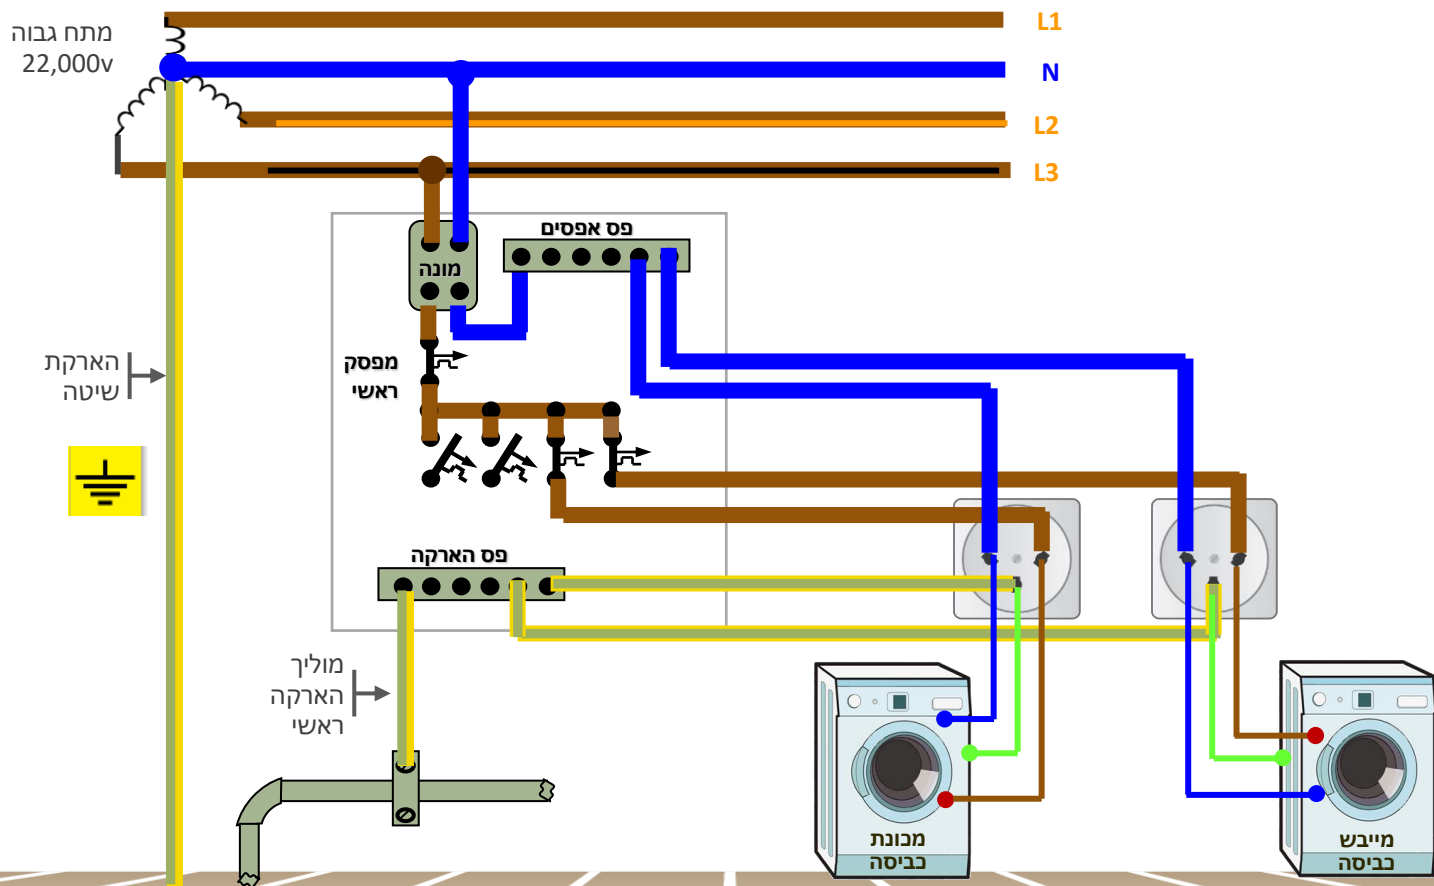 L1
מתח גבוה
22,000v
N
L2
L3
פס אפסים
מונה
הארקת
שיטה
מפסק
ראשי
פס הארקה
מוליך
הארקה
ראשי
מכונת
כביסה
מייבש
כביסה